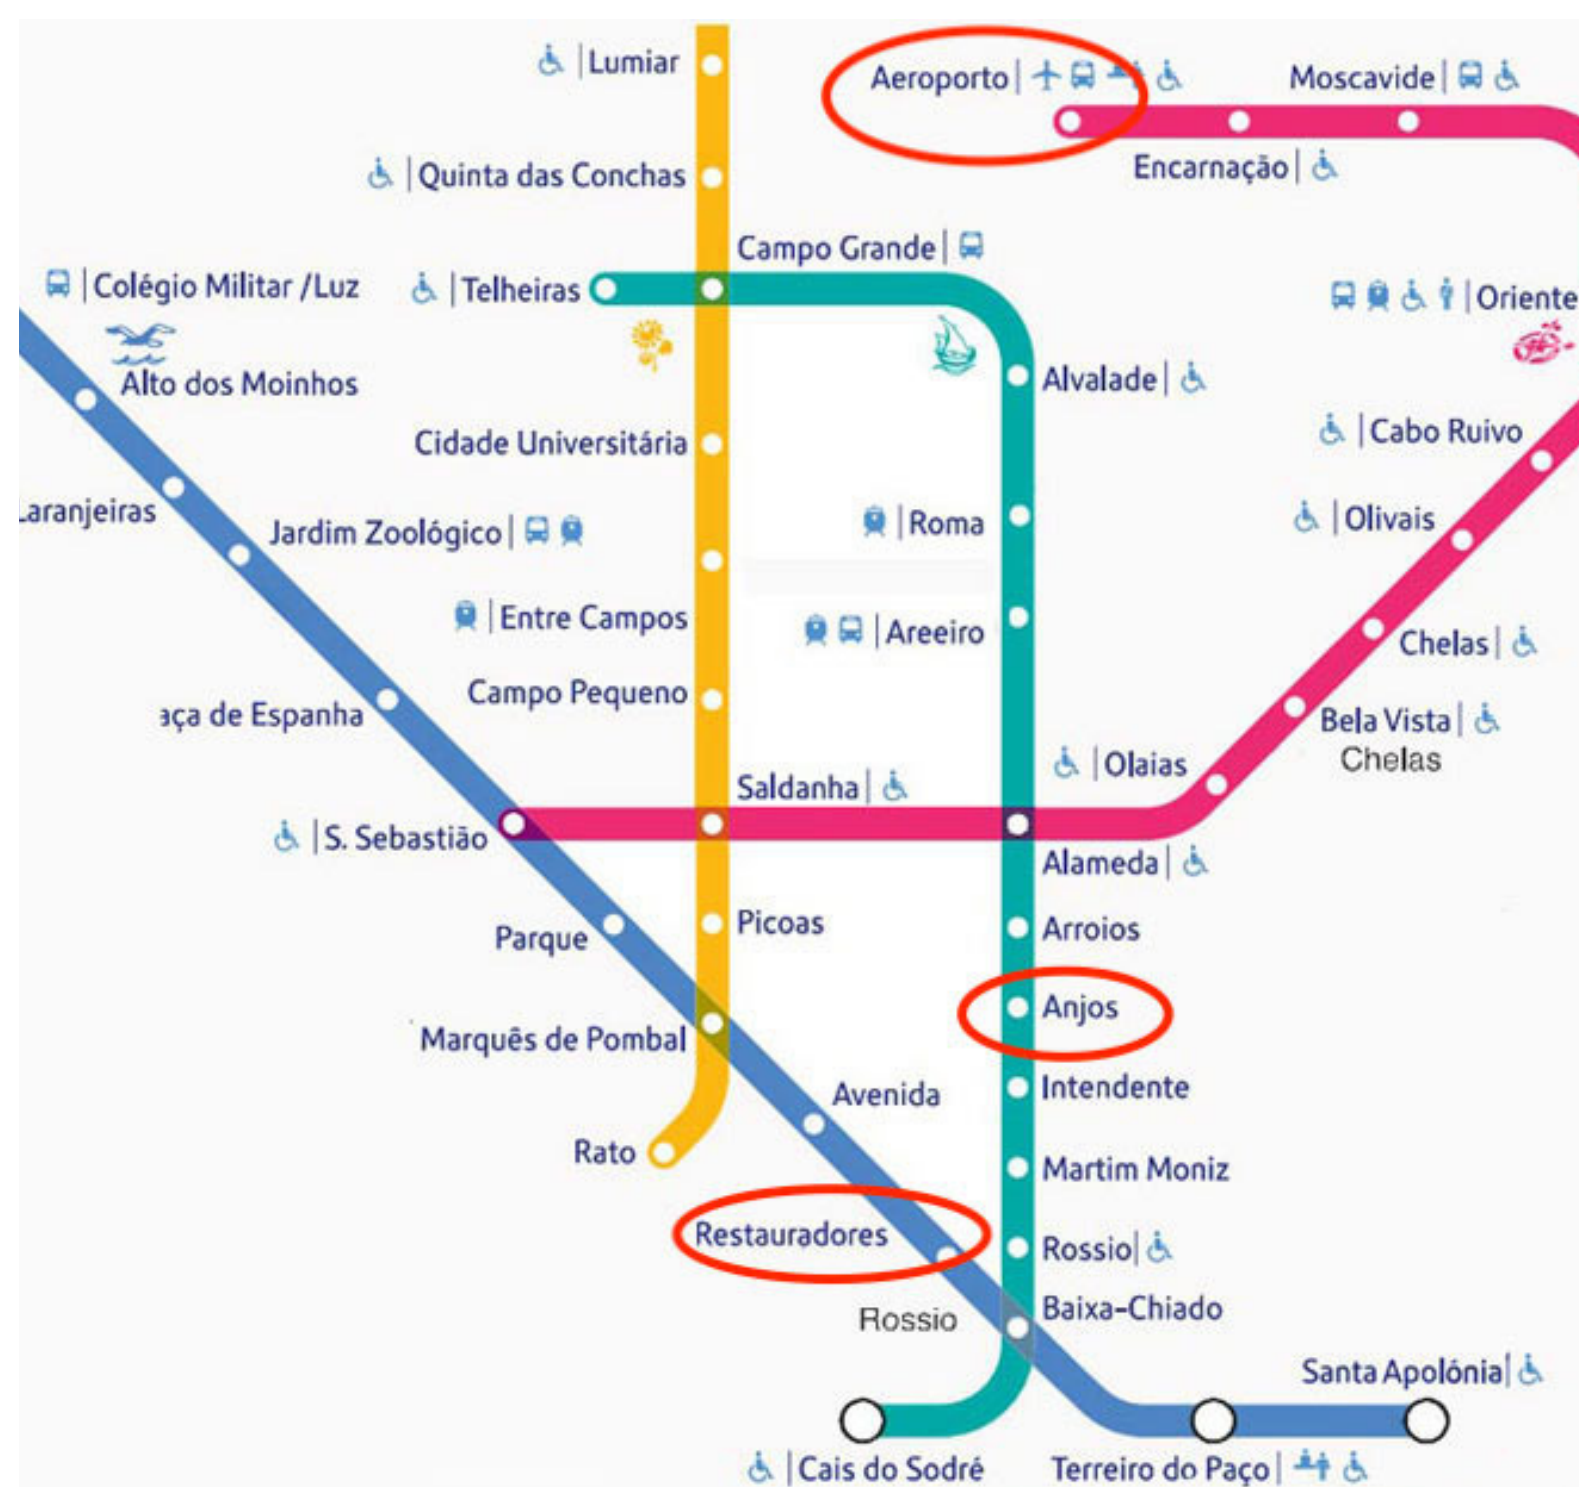 Lumiar
Aeroporto
Moscavide
Quinta das Conchas
Encarnação
Campo Grande
Colégio Militar /Luz
Telheiras
Oriente
Alto dos Moinhos
Alvalade
Cidade Universitária
Cabo Ruivo
Laranjeiras
Jardim Zoológico
Roma
Olivais
Entre Campos
Areeiro
Chelas
Campo Pequeno
aça de Espanha
Bela Vista
Chelas
Olaias
Saldanha
S. Sebastião
Alameda
Parque
Picoas
Arroios
Anjos
Marquês de Pombal
Avenida
Intendente
Rato
Martim Moniz
Restauradores
Rossio
Rossio
Baixa-Chiado
Santa Apolónia
Cais do Sodré
Terreiro do Paço